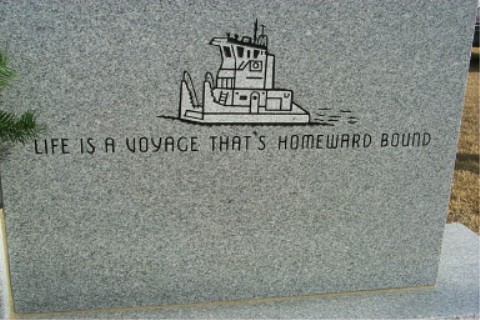 LIFE IS A VOYAGE THAT'S HOMEWARD BOUND